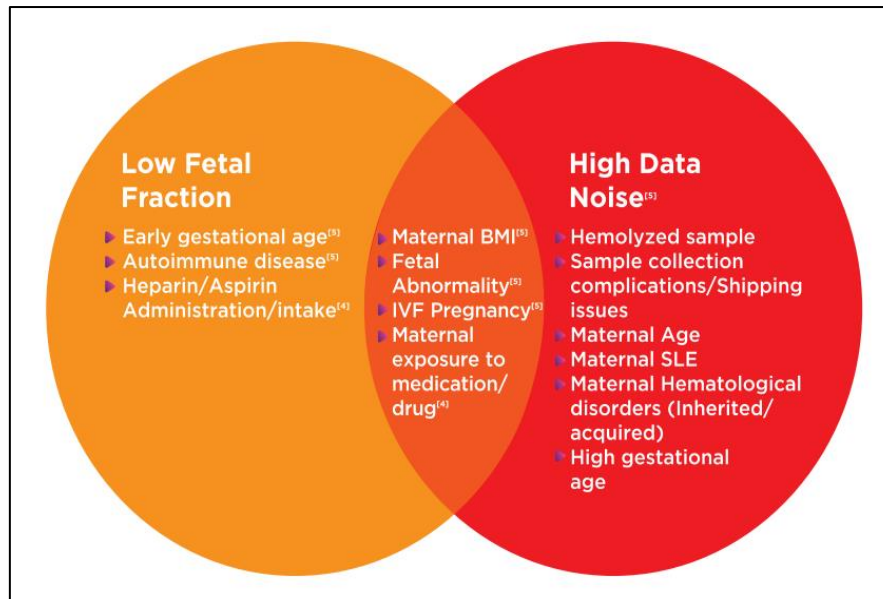 Low Fetal
Fraction
▶ Early gestational age[5]
▶ Autoimmune disease[5]
▶ Heparin/Aspirin
Administration/intake[4]
▶ Maternal BMI[5]
▶ Fetal
Abnormality[5]
▶ IVF Pregnancy[5]
▶ Maternal
exposure to
medication/
drug[4]
High Data
Noise[5]
▶ Hemolyzed sample
▶ Sample collection
complications/Shipping
issues
▶ Maternal Age
▶ Maternal SLE
▶ Maternal Hematological
disorders (Inherited/
acquired)
▶ High gestational
age